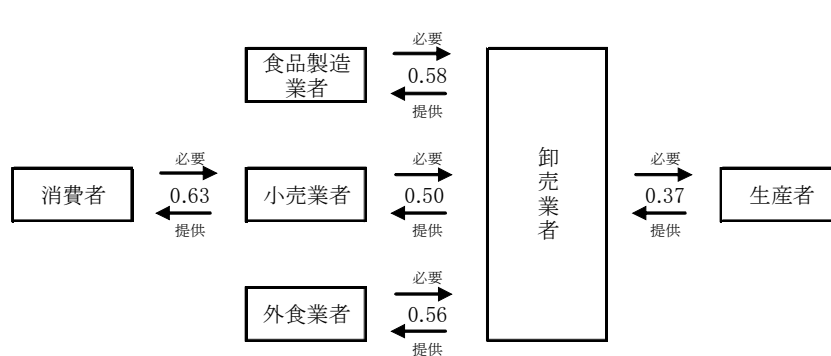 必要
食品製造
業者
0.58
提供
必要
必要
必要
消費者
0.63
小売業者
0.50
卸売業者
0.37
生産者
提供
提供
提供
必要
外食業者
0.56
提供